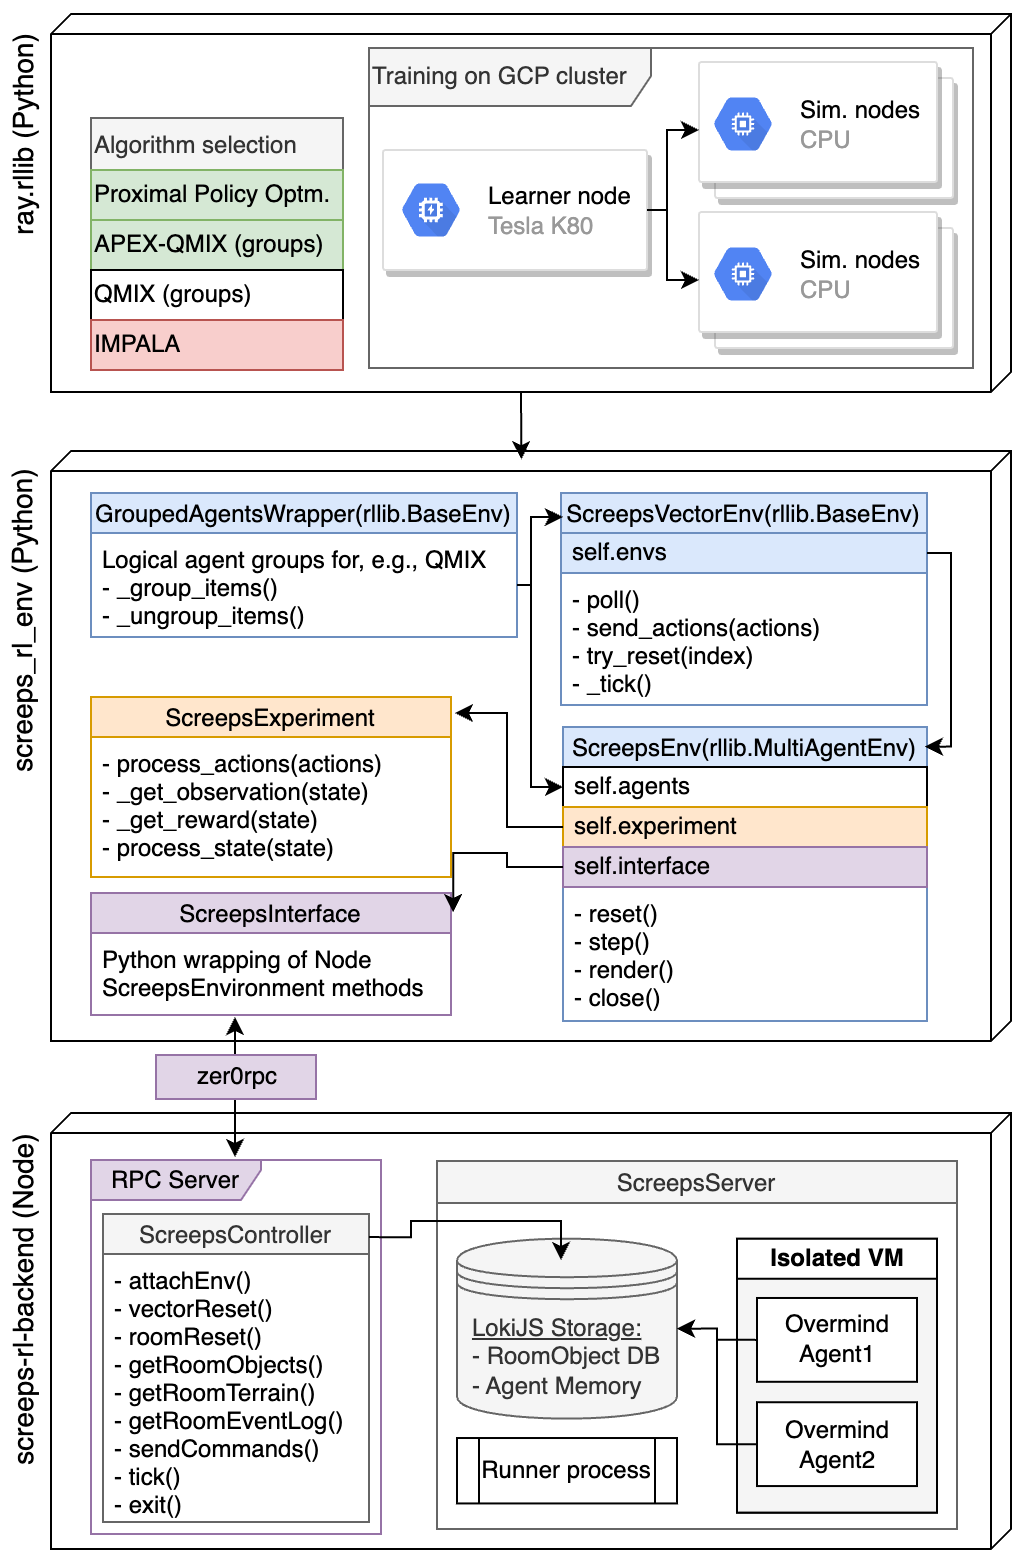 ray.rllib (Python)
Training on GCP cluster
Algorithm selection
Proximal Policy Optm.
APEX-QMIX (groups)
QMIX (groups)
IMPALA
Learner node
Tesla K80
Sim. nodes
CPU
Sim. nodes
CPU
screeps_rl_env (Python)
GroupedAgentsWrapper(rllib.BaseEnv)
Logical agent groups for, e.g., QMIX
- _group_items()
- _ungroup_items()
ScreepsVectorEnv(rllib.BaseEnv)
self.envs
- poll()
- send_actions(actions)
- try_reset(index)
- _tick()
ScreepsExperiment
- process_actions(actions)
- _get_observation(state)
- _get_reward(state)
- process_state(state)
ScreepsEnv(rllib.MultiAgentEnv)
self.agents
self.experiment
self.interface
- reset()
- step()
- render()
- close()
ScreepsInterface
Python wrapping of Node
ScreepsEnvironment methods
zer0rpc
screeps-rl-backend (Node)
RPC Server
ScreepsController
- attachEnv()
- vectorReset()
- roomReset()
- getRoomObjects()
- getRoomTerrain()
- getRoomEventLog()
- sendCommands()
- tick()
- exit()
ScreepsServer
LokiJS Storage:
- RoomObject DB
- Agent Memory
Runner process
Isolated VM
Overmind
Agent1
Overmind
Agent2